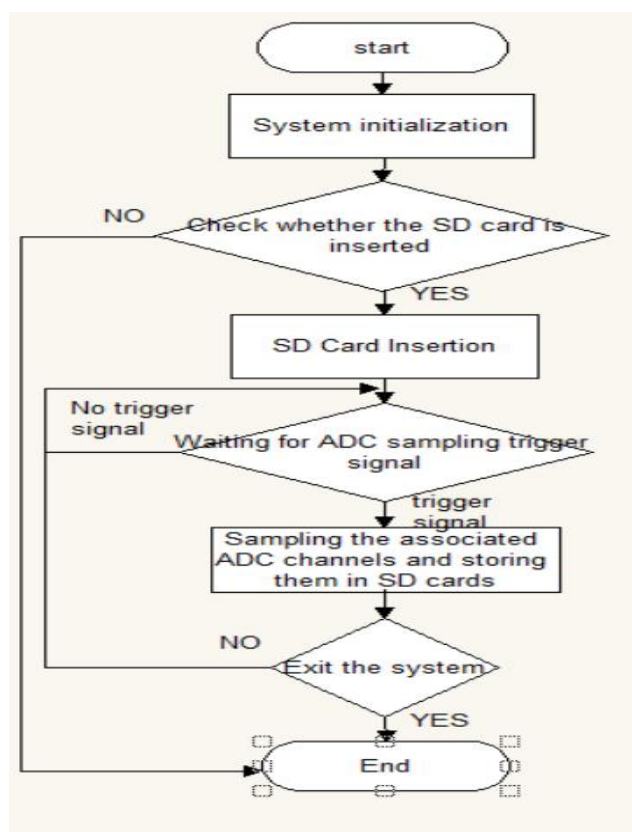 start
System initialization
NO
Check whether the SD card is
inserted
YES
SD Card Insertion
No trigger
signal
Waiting for ADC sampling trigger
signal
trigger
signal
Sampling the associated
ADC channels and storing
them in SD cards
NO
Exit the system
YES
End